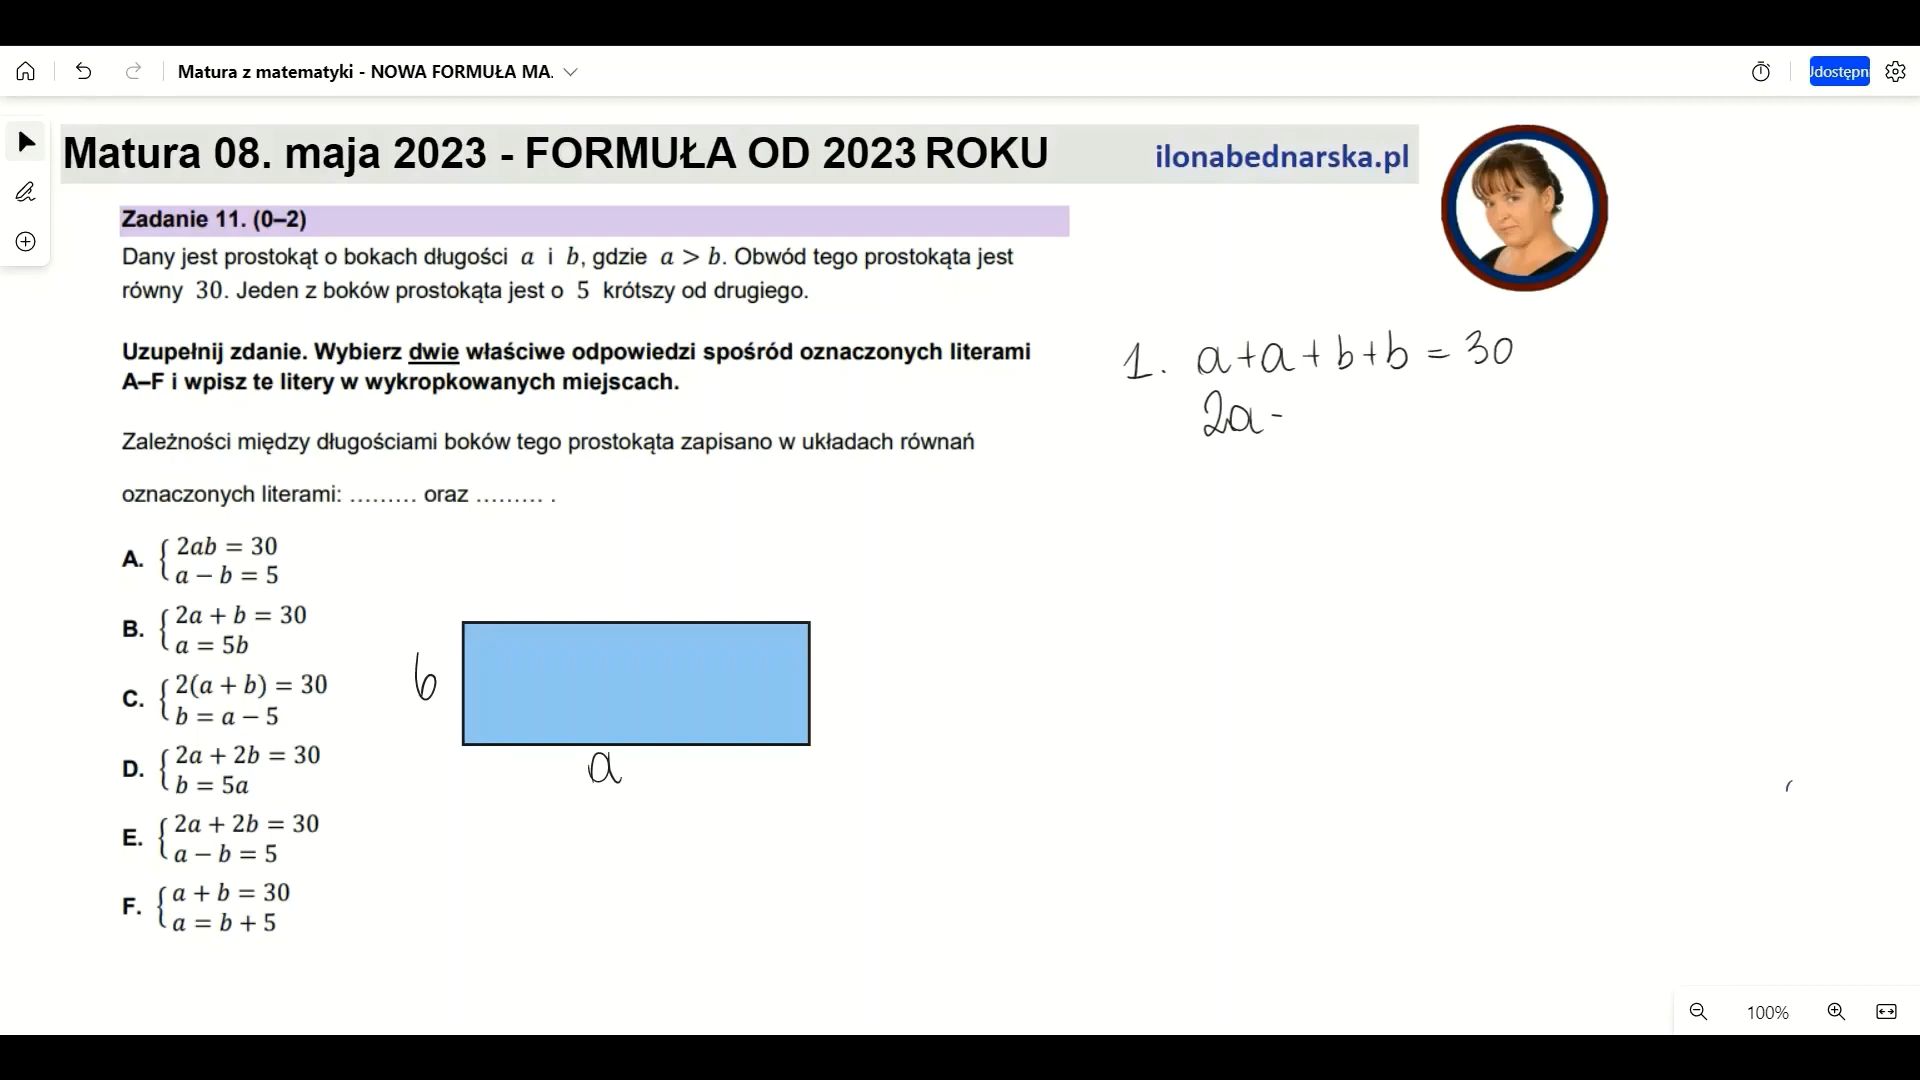 Matura z matematyki - NOWA FORMUŁA MA.
Udostępni
Matura 08. maja 2023 - FORMUŁA OD 2023 ROKU
ilonabednarska.pl
Zadanie 11. (0–2)
Dany jest prostokąt o bokach długości a i b, gdzie a > b. Obwód tego prostokąta jest
równy 30. Jeden z boków prostokąta jest o 5 krótszy od drugiego.
Uzupełnij zdanie. Wybierz dwie właściwe odpowiedzi spośród oznaczonych literami
A–F i wpisz te litery w wykropkowanych miejscach.
Zależności między długościami boków tego prostokąta zapisano w układach równań
oznaczonych literami: ......... oraz ......... .
A. { 2ab = 30
a − b = 5
B. { 2a + b = 30
a = 5b
C. { 2(a + b) = 30
b = a − 5
D. { 2a + 2b = 30
b = 5a
E. { 2a + 2b = 30
a − b = 5
F. { a + b = 30
a = b + 5
b
a
1. a+a+b+b = 30
2a -
100%